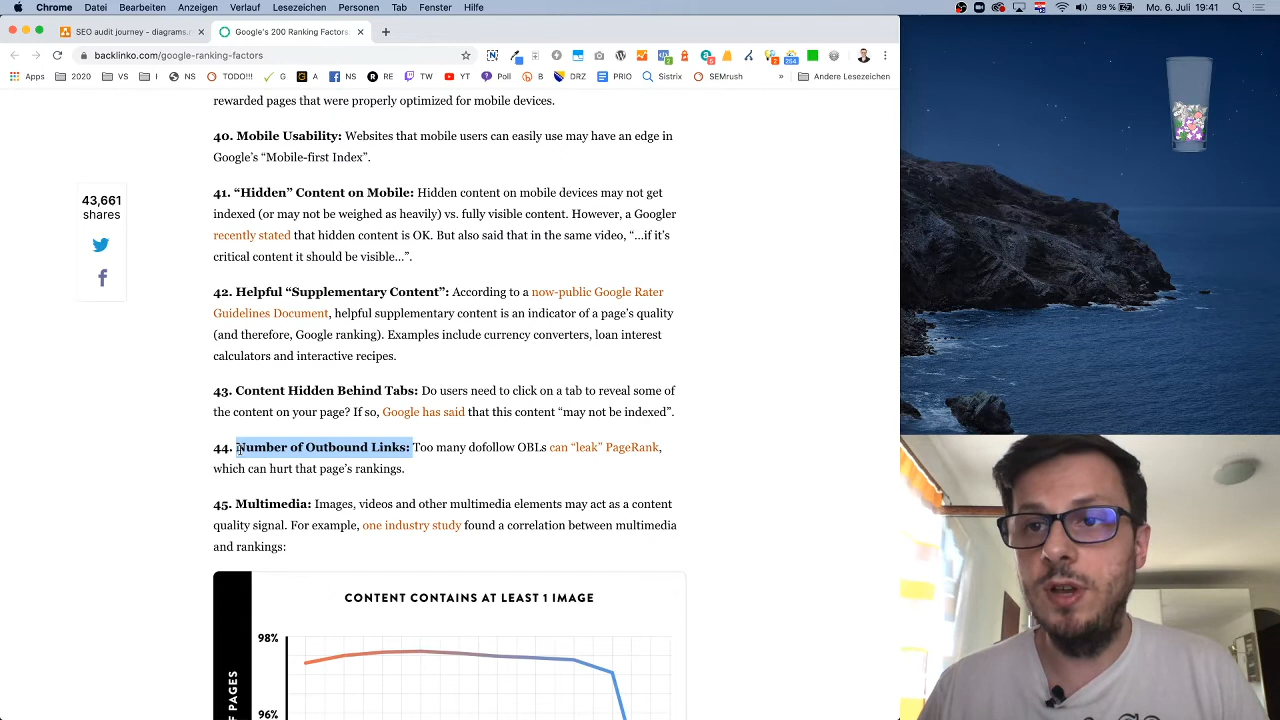 Chrome Datei Bearbeiten Anzeigen Verlauf Lesezeichen Personen Tab Fenster Hilfe 89 % Mo. 6. Juli 19:41
SEO audit journey - diagrams. Google's 200 Ranking Factors:
backlinko.com/google-ranking-factors
Apps 2020 VS I NS TODO!!! G A NS RE TW YT Poll B DRZ PRIO Sistrix SEMrush » Andere Lesezeichen
rewarded pages that were properly optimized for mobile devices.
40. Mobile Usability: Websites that mobile users can easily use may have an edge in
Google’s “Mobile-first Index”.
41. “Hidden” Content on Mobile: Hidden content on mobile devices may not get
indexed (or may not be weighed as heavily) vs. fully visible content. However, a Googler
recently stated that hidden content is OK. But also said that in the same video, “…if it’s
critical content it should be visible…”.
43,661
shares
42. Helpful “Supplementary Content”: According to a now-public Google Rater
Guidelines Document, helpful supplementary content is an indicator of a page’s quality
(and therefore, Google ranking). Examples include currency converters, loan interest
calculators and interactive recipes.
43. Content Hidden Behind Tabs: Do users need to click on a tab to reveal some of
the content on your page? If so, Google has said that this content “may not be indexed”.
44. Number of Outbound Links: Too many dofollow OBLs can “leak” PageRank,
which can hurt that page’s rankings.
45. Multimedia: Images, videos and other multimedia elements may act as a content
quality signal. For example, one industry study found a correlation between multimedia
and rankings:
CONTENT CONTAINS AT LEAST 1 IMAGE
98%
96%
F PAGES